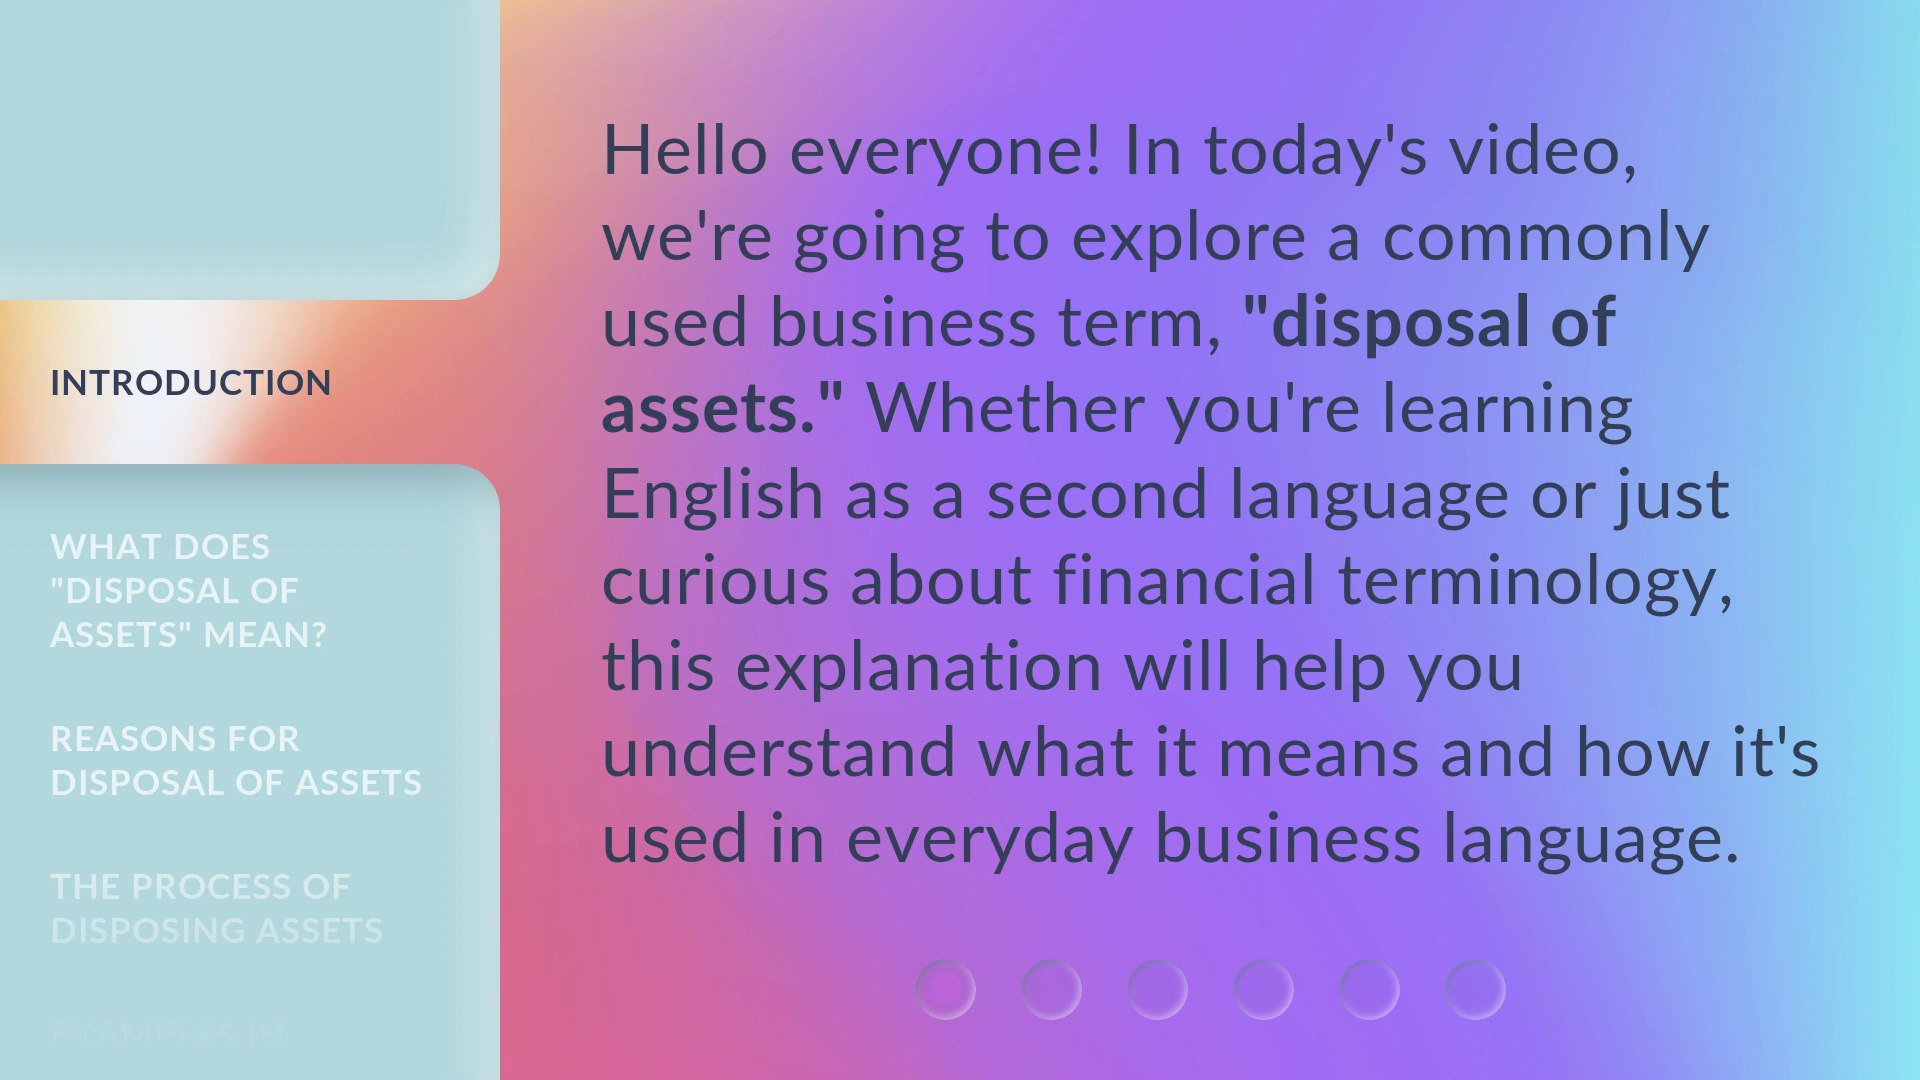 INTRODUCTION
WHAT DOES
"DISPOSAL OF
ASSETS" MEAN?
REASONS FOR
DISPOSAL OF ASSETS
THE PROCESS OF
DISPOSING ASSETS
EXAMPLES IN
Hello everyone! In today's video,
we're going to explore a commonly
used business term, "disposal of
assets." Whether you're learning
English as a second language or just
curious about financial terminology,
this explanation will help you
understand what it means and how it's
used in everyday business language.